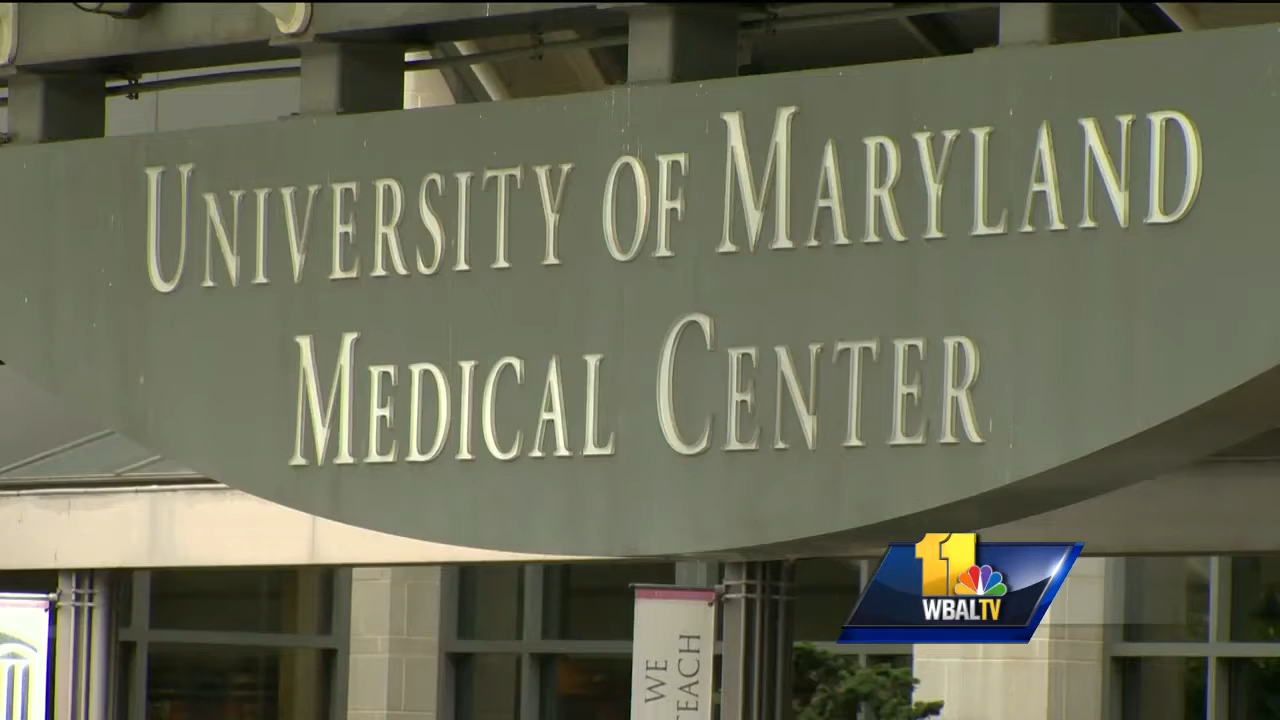 UNIVERSITY OF MARYLAND
MEDICAL CENTER
11
WBALTV
WE
TEACH